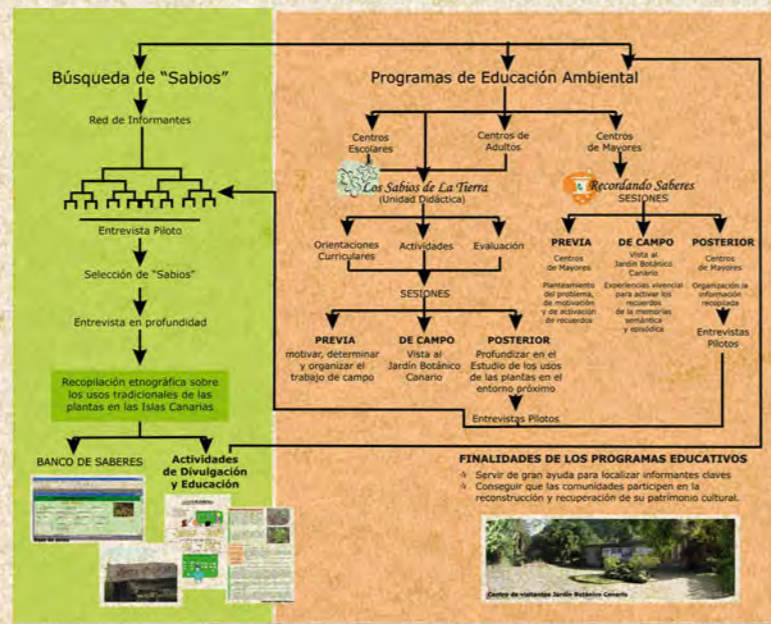 Búsqueda de “Sabios”
Red de Informantes
Entrevista Piloto
Selección de “Sabios”
Entrevista en profundidad
Recopilación etnográfica sobre
los usos tradicionales de las
plantas en las Islas Canarias
BANCO DE SABERES
Actividades
de Divulgación
y Educación
Programas de Educación Ambiental
Centros
Escolares
Centros de
Adultos
Centros
de Mayores
Los Sabios de La Tierra
(Unidad Didáctica)
Orientaciones
Curriculares
Actividades
Evaluación
SESIONES
PREVIA
motivar, determinar
y organizar el
trabajo de campo
DE CAMPO
Vista al
Jardín Botánico
Canario
POSTERIOR
Profundizar en el
Estudio de los usos
de las plantas en el
entorno próximo
Entrevistas Pilotos
Recordando Saberes
SESIONES
PREVIA
Centros
de Mayores
Planteamiento
del problema,
de motivación
y de activación
de recuerdos
DE CAMPO
Vista al
Jardín Botánico
Canario
Experiencias vivencial
para activar los
recuerdos
de la memorias
semántica
y episódica
POSTERIOR
Centros
de Mayores
Organización la
información
recopilada
Entrevistas
Pilotos
FINALIDADES DE LOS PROGRAMAS EDUCATIVOS
Servir de gran ayuda para localizar informantes claves
Conseguir que las comunidades participen en la
reconstrucción y recuperación de su patrimonio cultural.
Centro de visitantes Jardín Botánico Canario